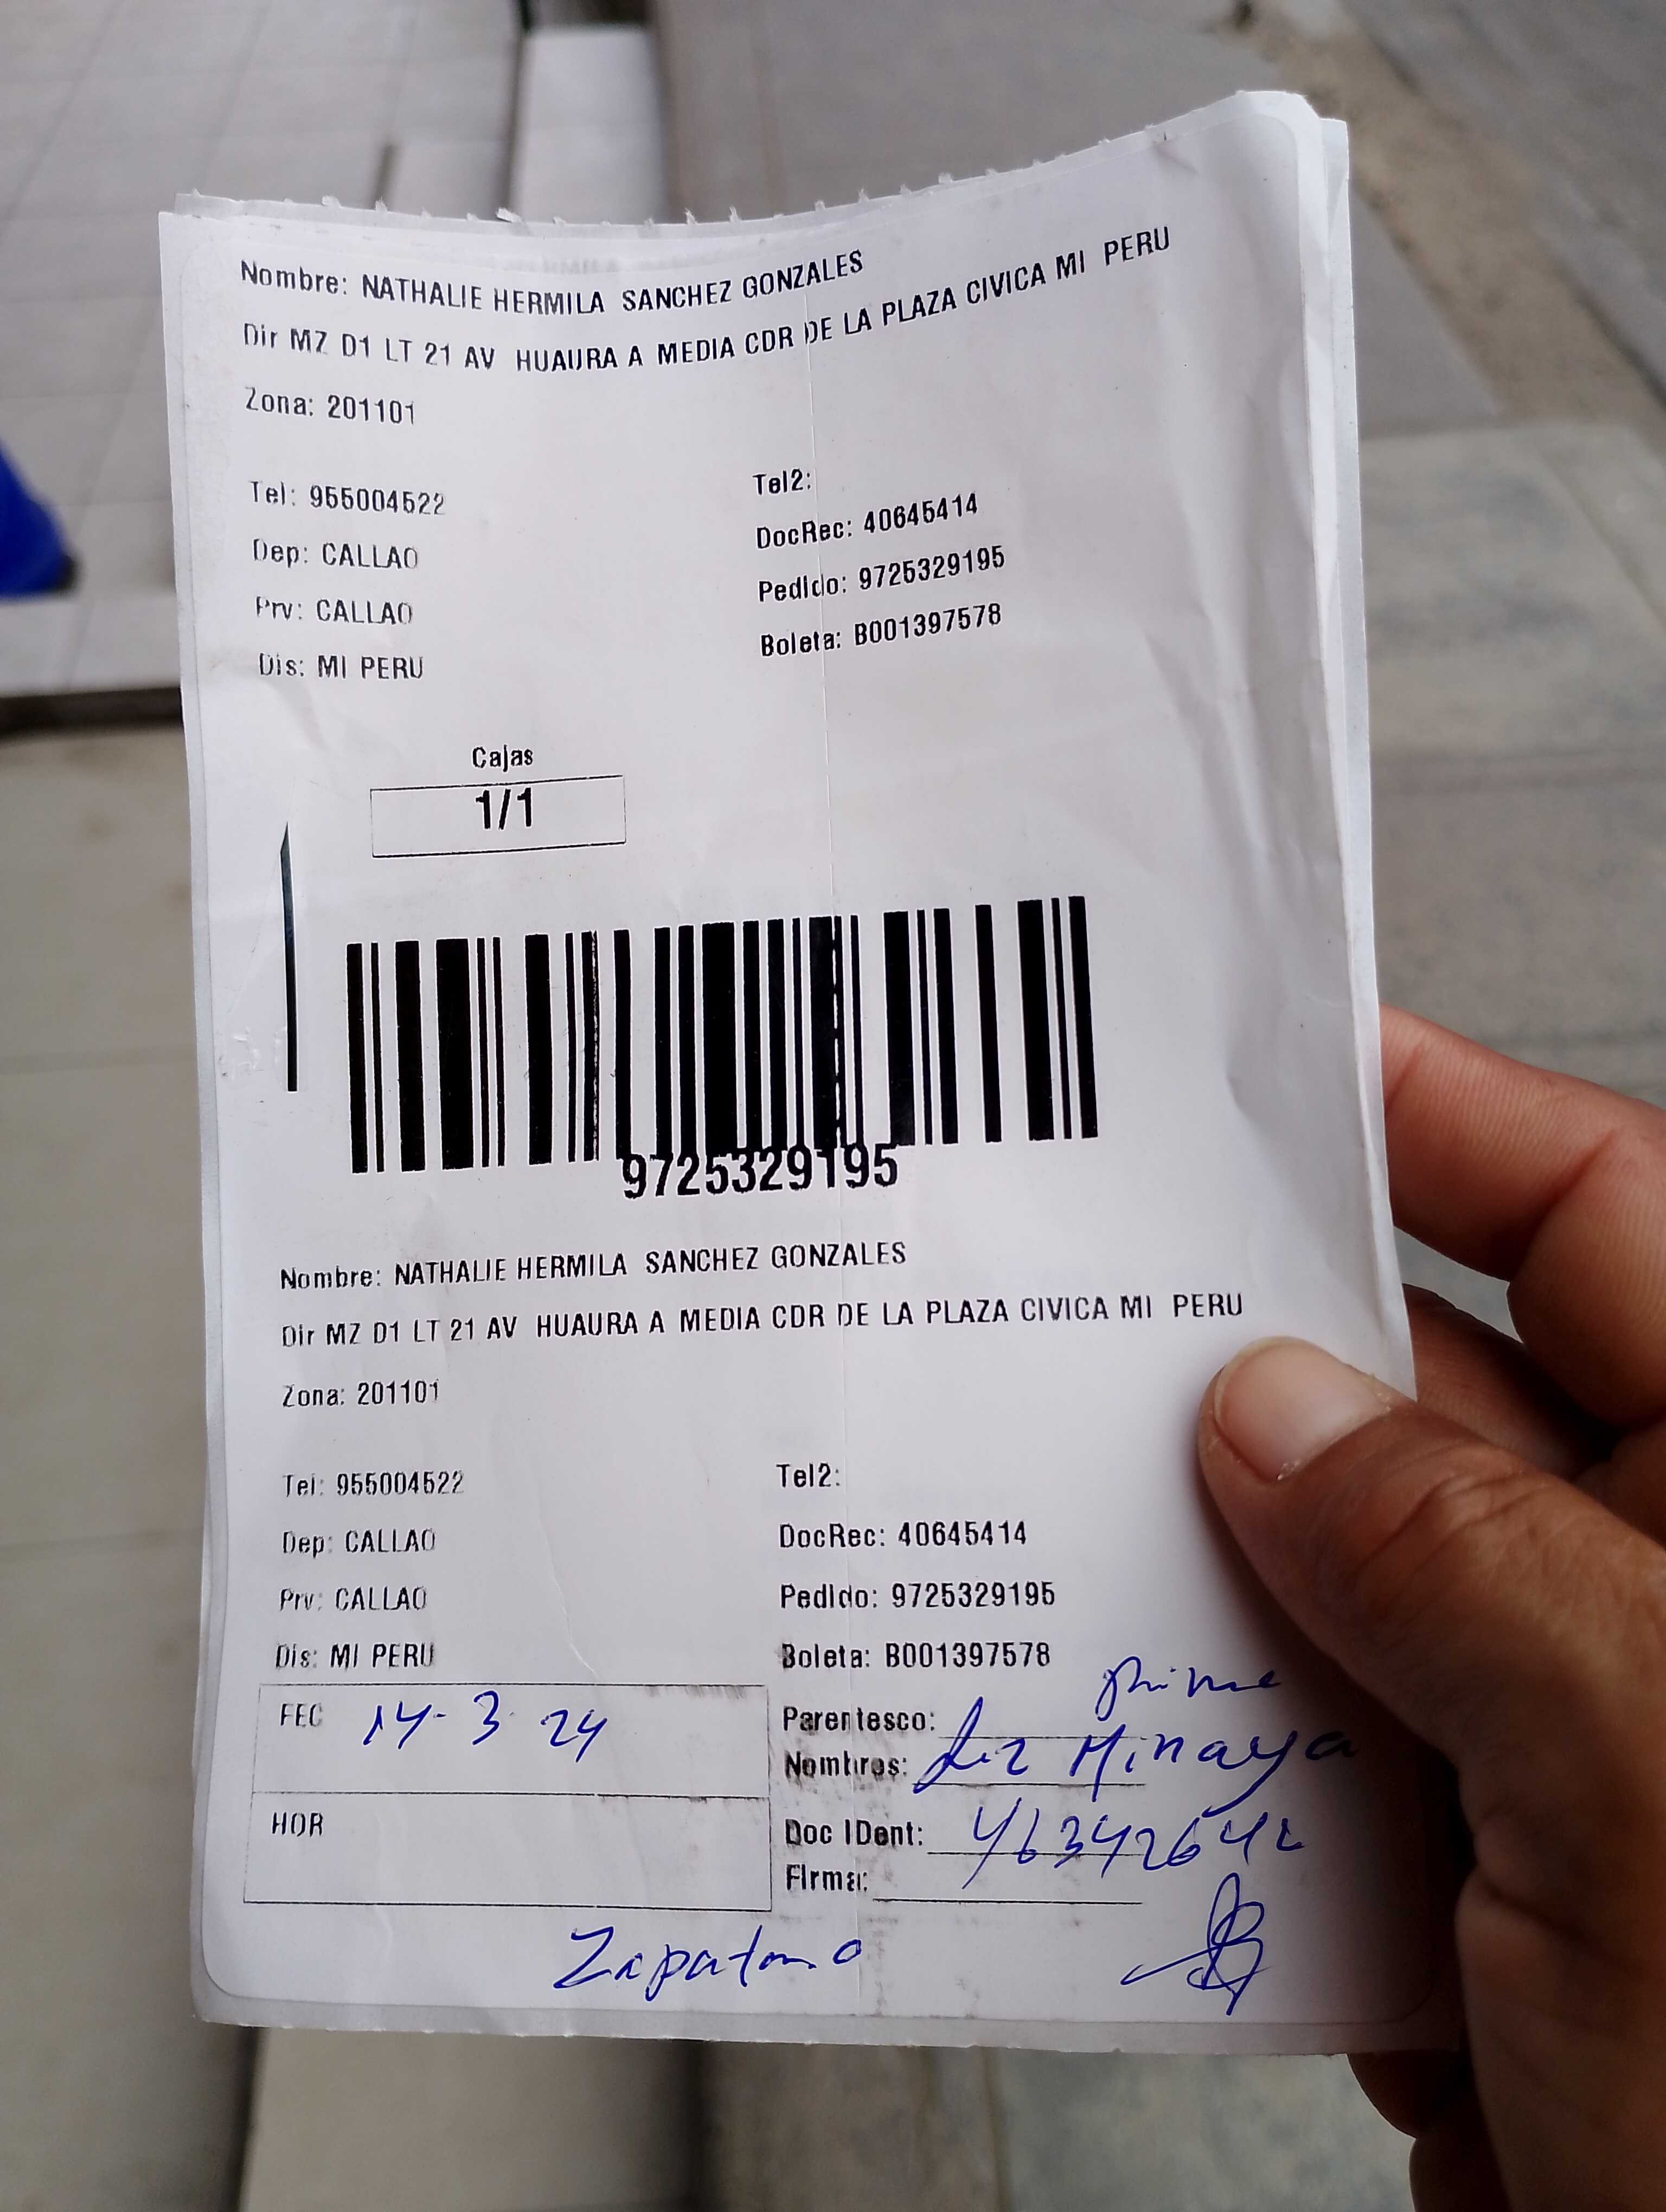 Nombre: NATHALIE HERMILA SANCHEZ GONZALES
Dir MZ D1 LT 21 AV HUAURA A MEDIA CDR DE LA PLAZA CIVICA MI PERU
Zona: 201101
Tel: 955004522
Tel2:
Dep: CALLAO
DocRec: 40645414
Prv: CALLAO
Pedido: 9725329195
Dis: MI PERU
Boleta: B001397578
Cajas
1/1
9725329195
Nombre: NATHALIE HERMILA SANCHEZ GONZALES
Dir MZ D1 LT 21 AV HUAURA A MEDIA CDR DE LA PLAZA CIVICA MI PERU
Zona: 201101
Tel: 955004522
Tel2:
Dep: CALLAO
DocRec: 40645414
Prv: CALLAO
Pedido: 9725329195
Dis: MI PERU
Boleta: B001397578
FEC 14-3 24
Parentesco:
Nombres: Liz Minaya
HOR
Doc IDent:
Firma: